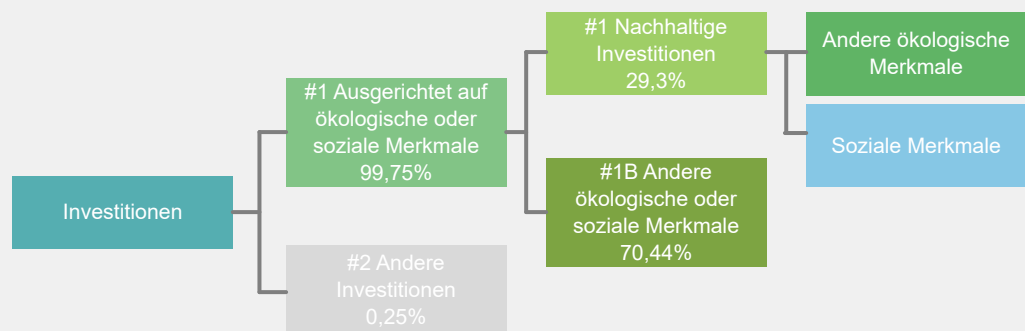 Investitionen
#1 Ausgerichtet auf
ökologische oder
soziale Merkmale
99,75%
#2 Andere
Investitionen
0,25%
#1 Nachhaltige
Investitionen
29,3%
#1B Andere
ökologische oder
soziale Merkmale
70,44%
Andere ökologische
Merkmale
Soziale Merkmale